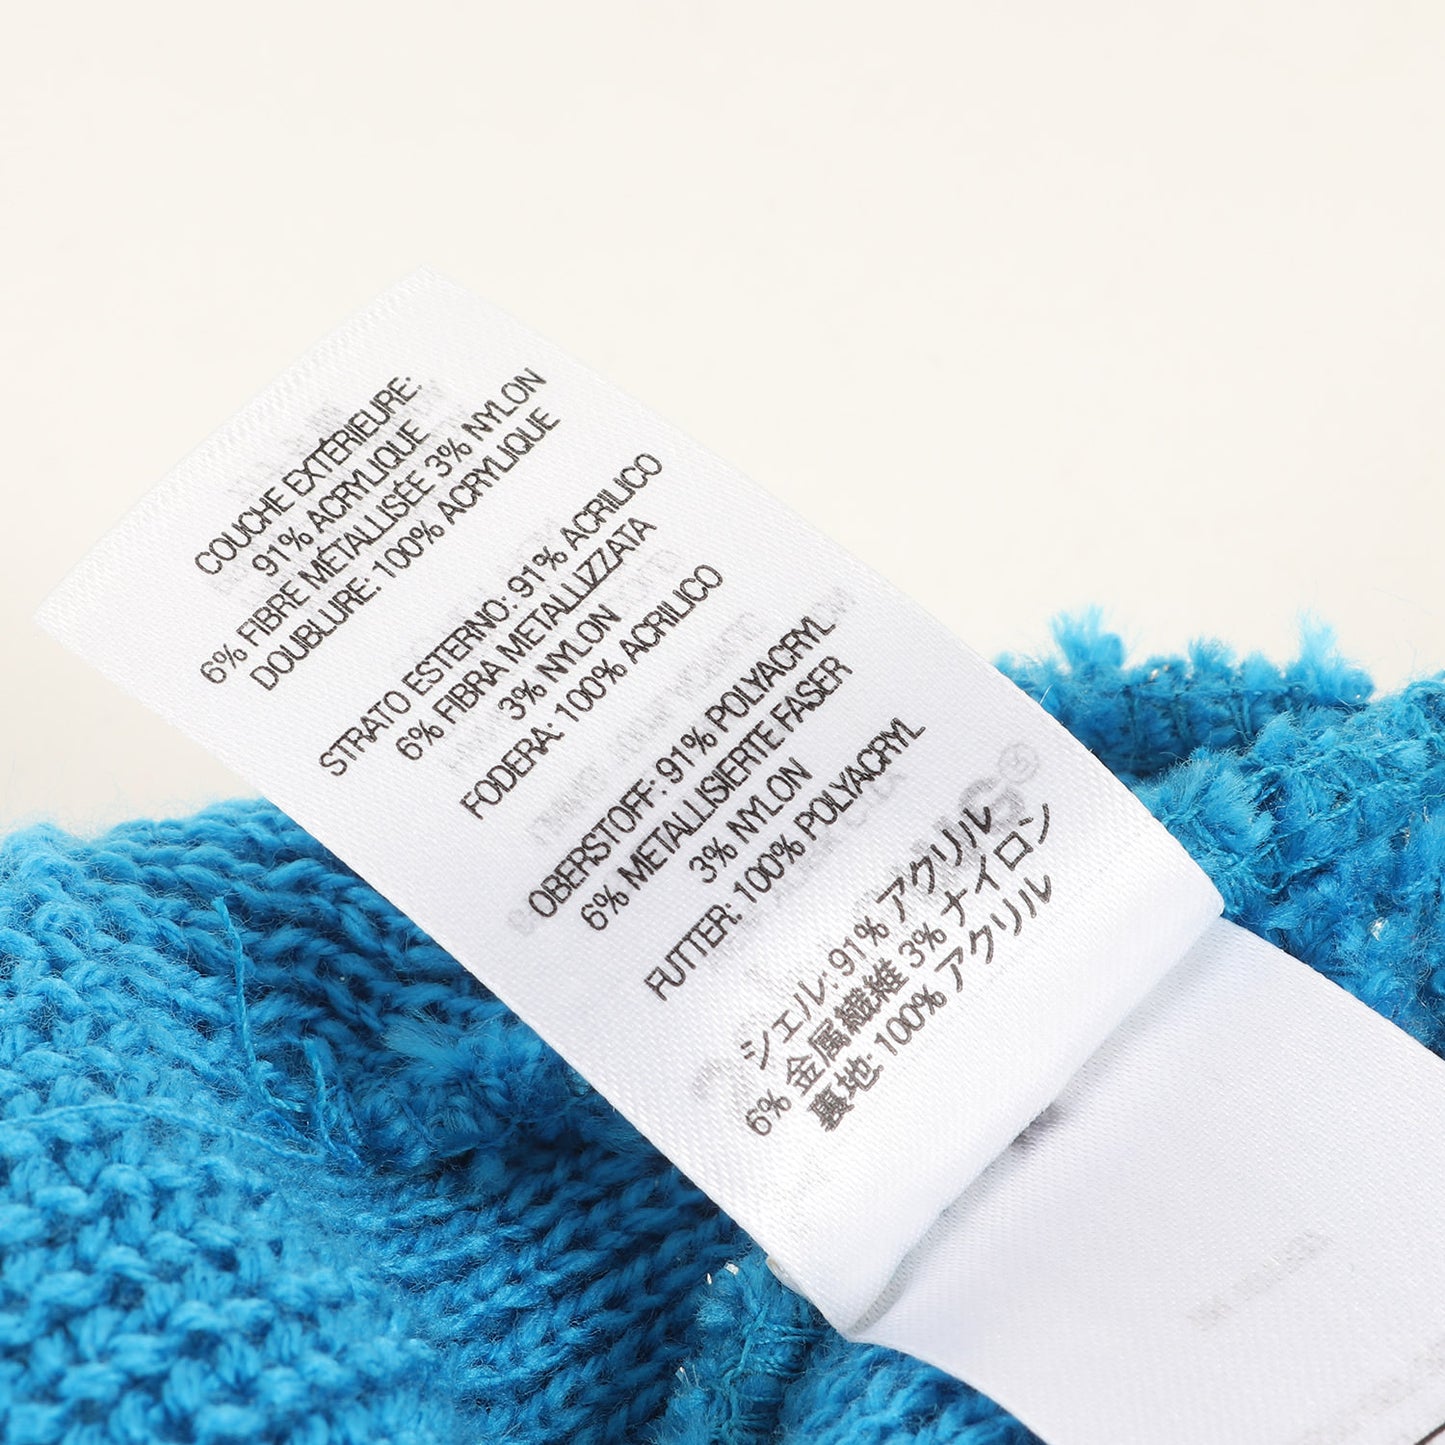 COUCHE EXTÉRIEURE:
91% ACRYLIQUE
6% FIBRE MÉTALLISÉE 3% NYLON
DOUBLURE: 100% ACRYLIQUE
STRATO ESTERNO: 91% ACRILICO
6% FIBRA METALLIZZATA
3% NYLON
FODERA: 100% ACRILICO
OBERSTOFF: 91% POLYACRYL
6% METALLISIERTE FASER
3% NYLON
FUTTER: 100% POLYACRYL
シェル: 91% アクリル
6% 金属繊維 3% ナイロン
裏地: 100% アクリル